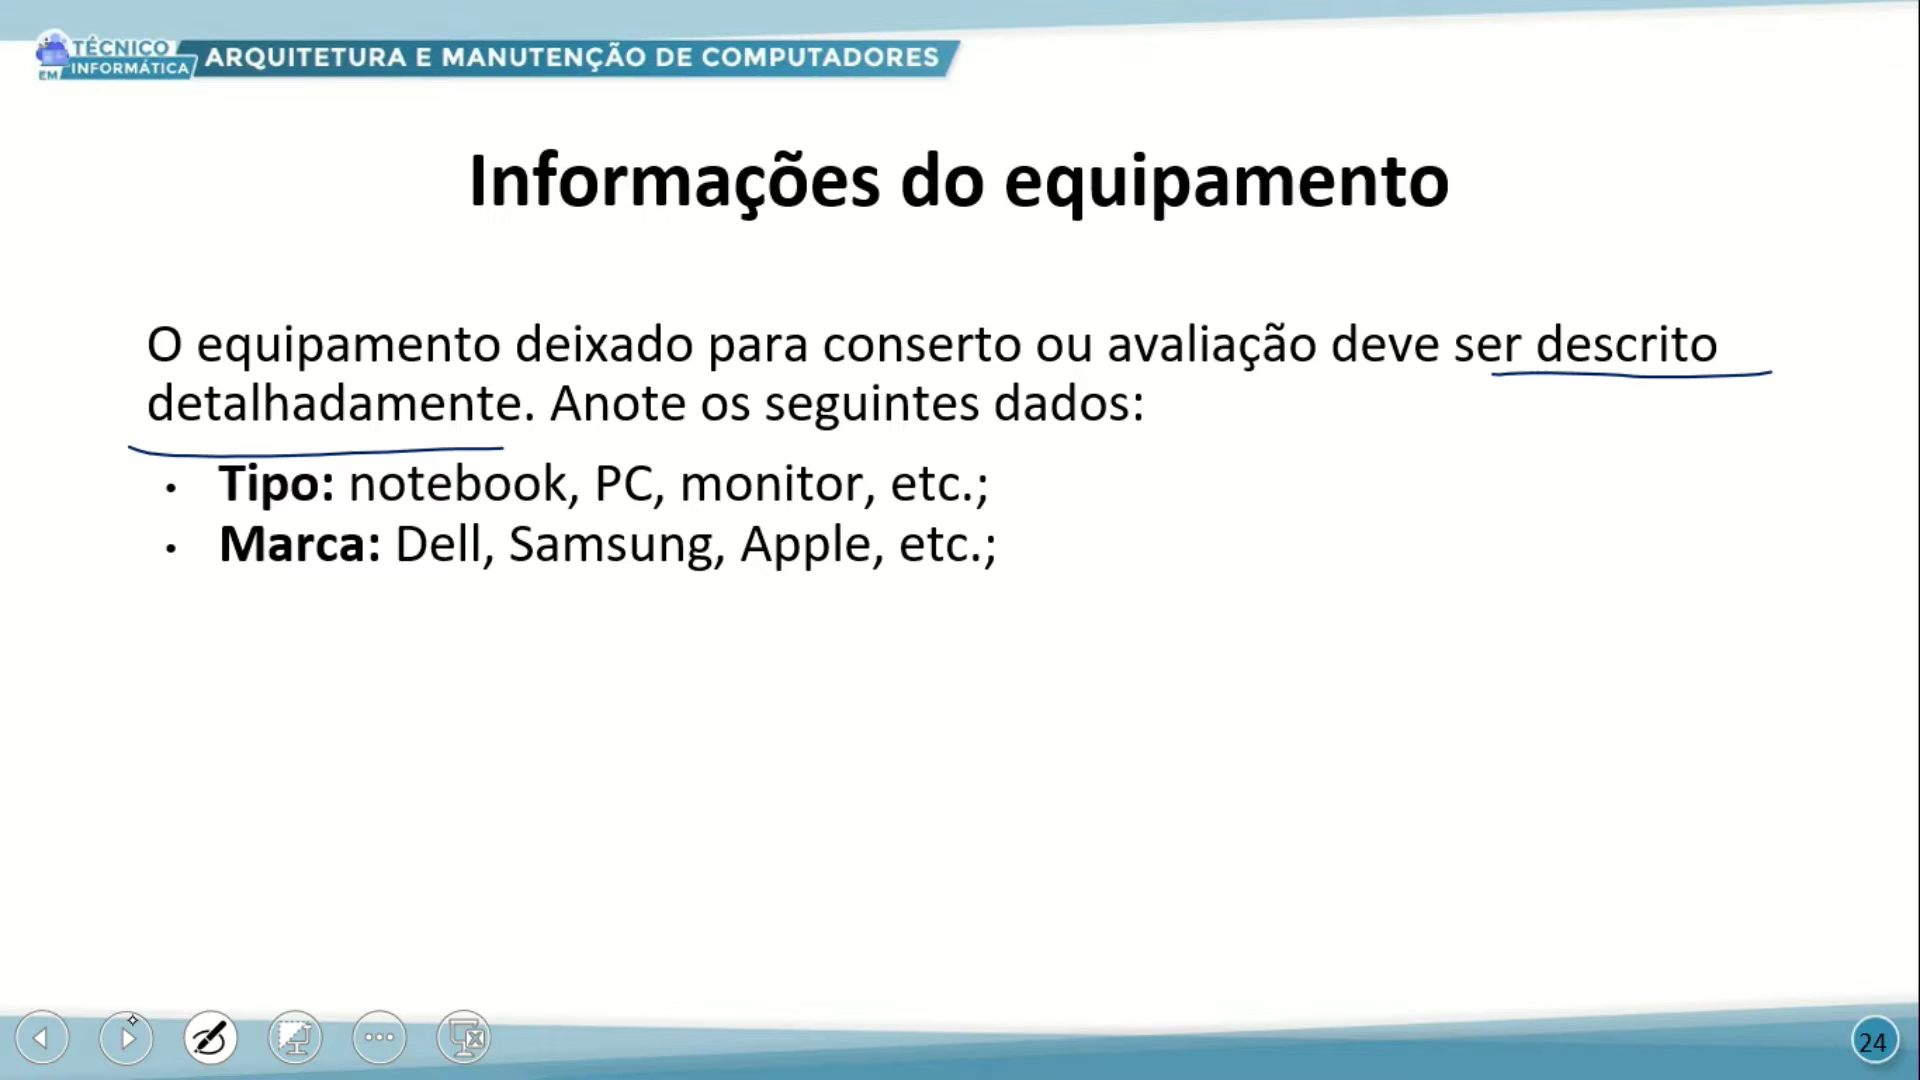 TÉCNICO
EM INFORMÁTICA
ARQUITETURA E MANUTENÇÃO DE COMPUTADORES
Informações do equipamento
O equipamento deixado para conserto ou avaliação deve ser descrito
detalhadamente. Anote os seguintes dados:
• Tipo: notebook, PC, monitor, etc.;
• Marca: Dell, Samsung, Apple, etc.;
24